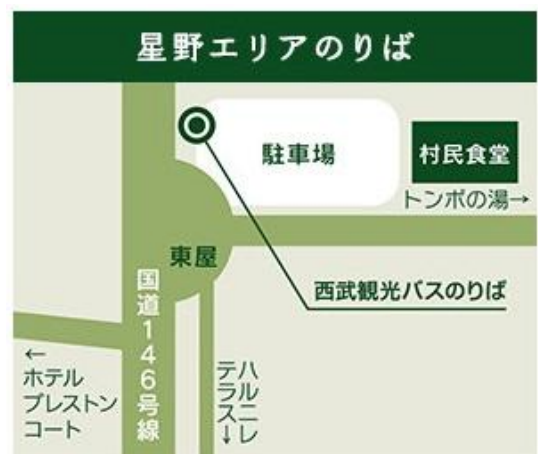 星野エリアのりば
駐車場
村民食堂
トンボの湯→
東屋
国道146号線
西武観光バスのりば
←
ホテル
ブレストン
コート
ハルニレ
テラス↓